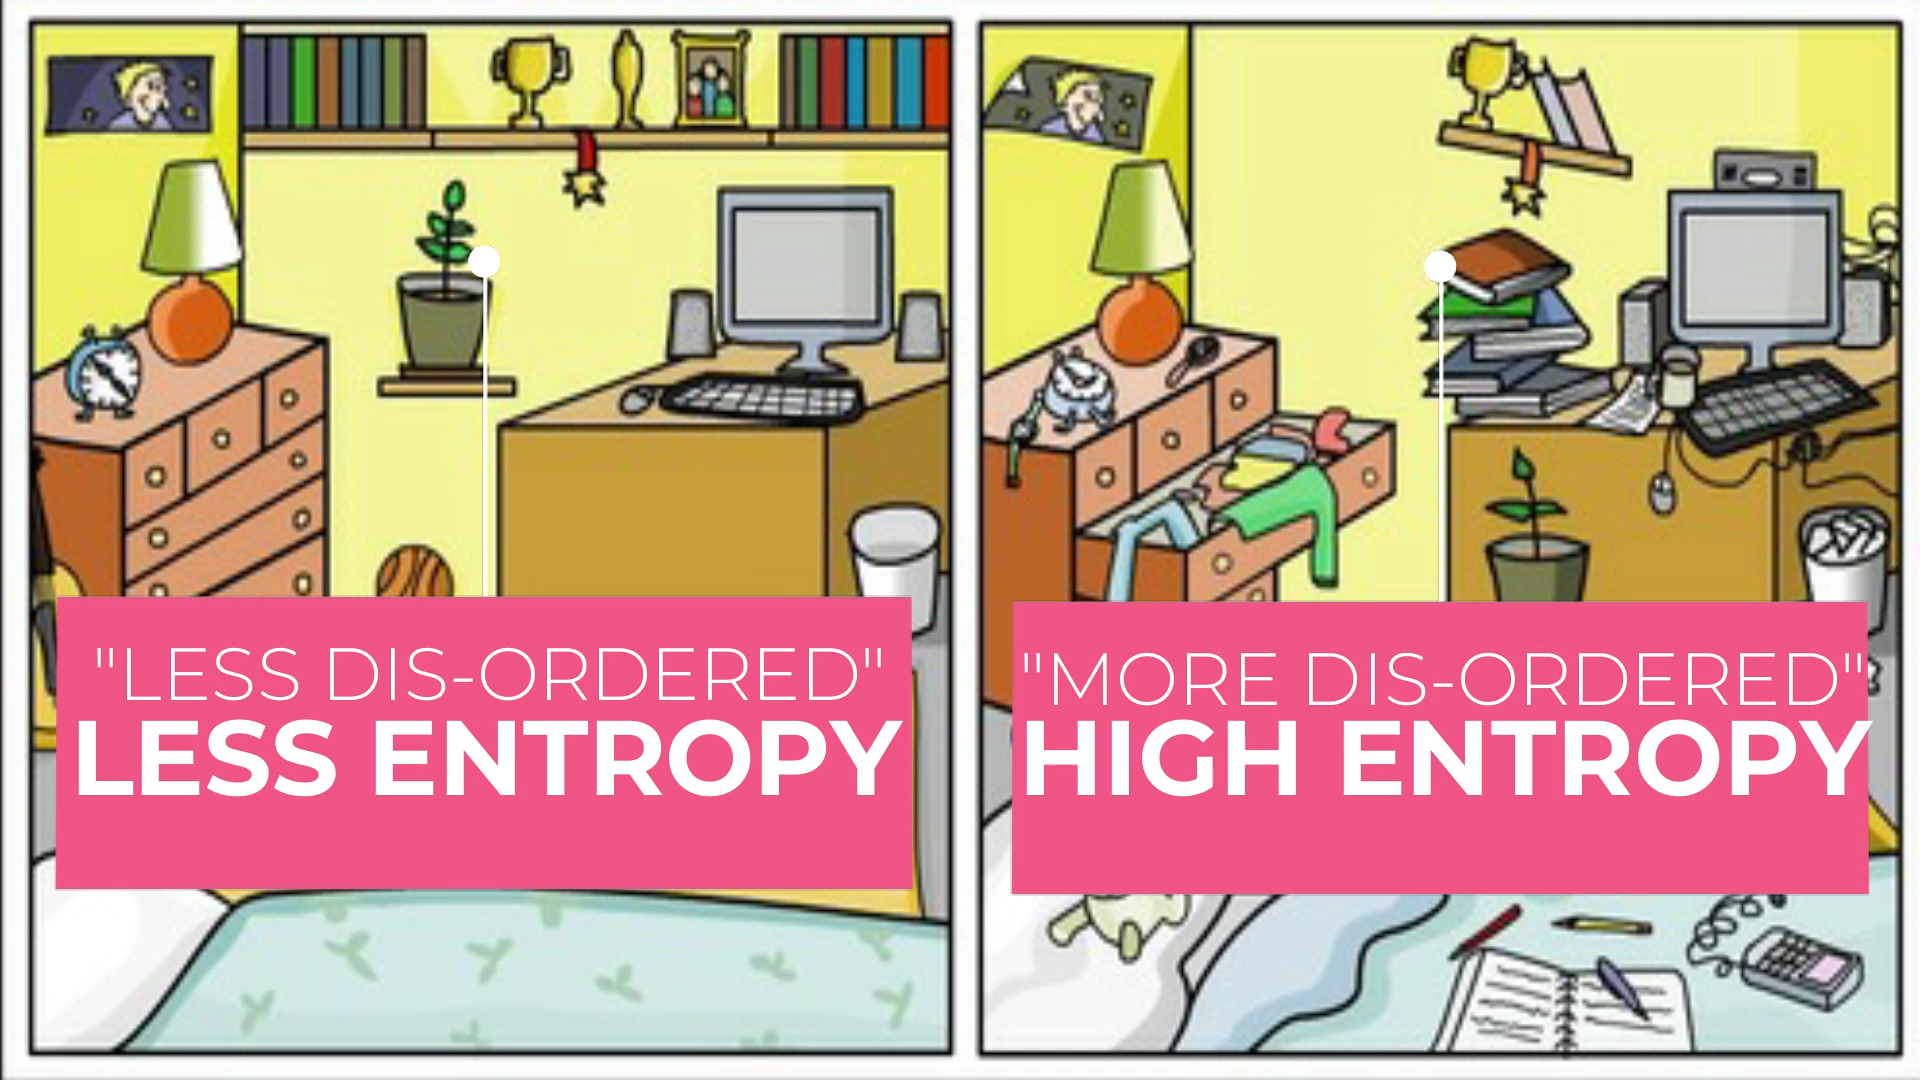 "LESS DIS-ORDERED"
LESS ENTROPY
"MORE DIS-ORDERED"
HIGH ENTROPY